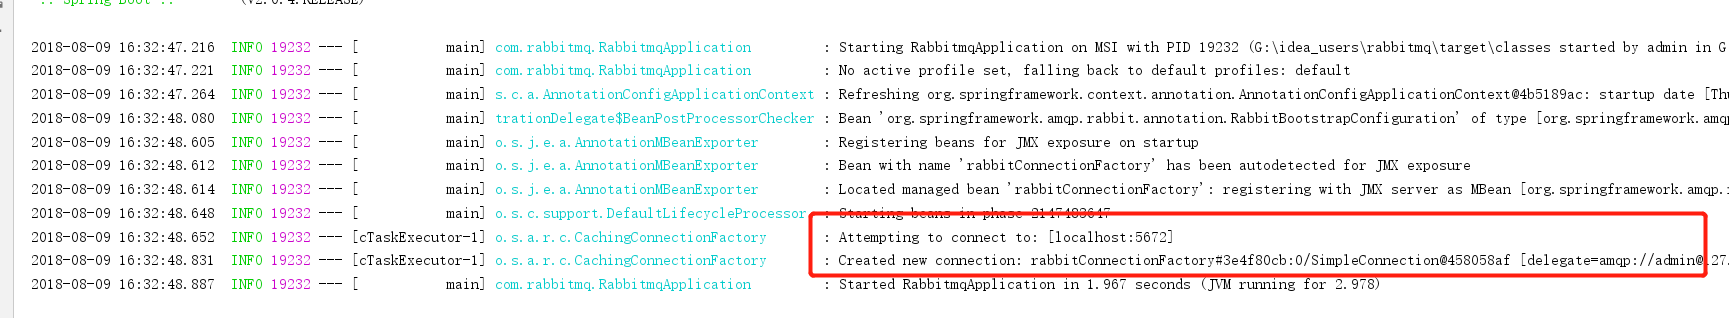 :: Spring Boot ::        (v2.0.4.RELEASE)
2018-08-09 16:32:47.216  INFO 19232 --- [           main] com.rabbitmq.RabbitmqApplication         : Starting RabbitmqApplication on MSI with PID 19232 (G:\idea_users\rabbitmq\target\classes started by admin in G
2018-08-09 16:32:47.221  INFO 19232 --- [           main] com.rabbitmq.RabbitmqApplication         : No active profile set, falling back to default profiles: default
2018-08-09 16:32:47.264  INFO 19232 --- [           main] s.c.a.AnnotationConfigApplicationContext : Refreshing org.springframework.context.annotation.AnnotationConfigApplicationContext@4b5189ac: startup date [Thu
2018-08-09 16:32:48.080  INFO 19232 --- [           main] trationDelegate$BeanPostProcessorChecker : Bean 'org.springframework.amqp.rabbit.annotation.RabbitBootstrapConfiguration' of type [org.springframework.amq
2018-08-09 16:32:48.605  INFO 19232 --- [           main] o.s.j.e.a.AnnotationMBeanExporter        : Registering beans for JMX exposure on startup
2018-08-09 16:32:48.612  INFO 19232 --- [           main] o.s.j.e.a.AnnotationMBeanExporter        : Bean with name 'rabbitConnectionFactory' has been autodetected for JMX exposure
2018-08-09 16:32:48.614  INFO 19232 --- [           main] o.s.j.e.a.AnnotationMBeanExporter        : Located managed bean 'rabbitConnectionFactory': registering with JMX server as MBean [org.springframework.amqp.r
2018-08-09 16:32:48.648  INFO 19232 --- [           main] o.s.c.support.DefaultLifecycleProcessor  : Starting beans in phase 2147483647
2018-08-09 16:32:48.652  INFO 19232 --- [cTaskExecutor-1] o.s.a.r.c.CachingConnectionFactory       : Attempting to connect to: [localhost:5672]
2018-08-09 16:32:48.831  INFO 19232 --- [cTaskExecutor-1] o.s.a.r.c.CachingConnectionFactory       : Created new connection: rabbitConnectionFactory#3e4f80cb:0/SimpleConnection@458058af [delegate=amqp://admin@127.
2018-08-09 16:32:48.887  INFO 19232 --- [           main] com.rabbitmq.RabbitmqApplication         : Started RabbitmqApplication in 1.967 seconds (JVM running for 2.978)